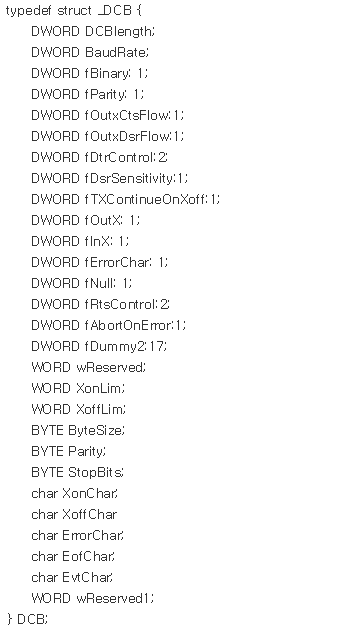 typedef struct _DCB {
DWORD DCBlength;
DWORD BaudRate;
DWORD fBinary: 1;
DWORD fParity: 1;
DWORD fOutxCtsFlow:1;
DWORD fOutxDsrFlow:1;
DWORD fDtrControl:2;
DWORD fDsrSensitivity:1;
DWORD fTXContinueOnXoff:1;
DWORD fOutX: 1;
DWORD fInX: 1;
DWORD fErrorChar: 1;
DWORD fNull: 1;
DWORD fRtsControl:2;
DWORD fAbortOnError:1;
DWORD fDummy2:17;
WORD wReserved;
WORD XonLim;
WORD XoffLim;
BYTE ByteSize;
BYTE Parity;
BYTE StopBits;
char XonChar;
char XoffChar
char ErrorChar;
char EofChar;
char EvtChar;
WORD wReserved1;
} DCB;